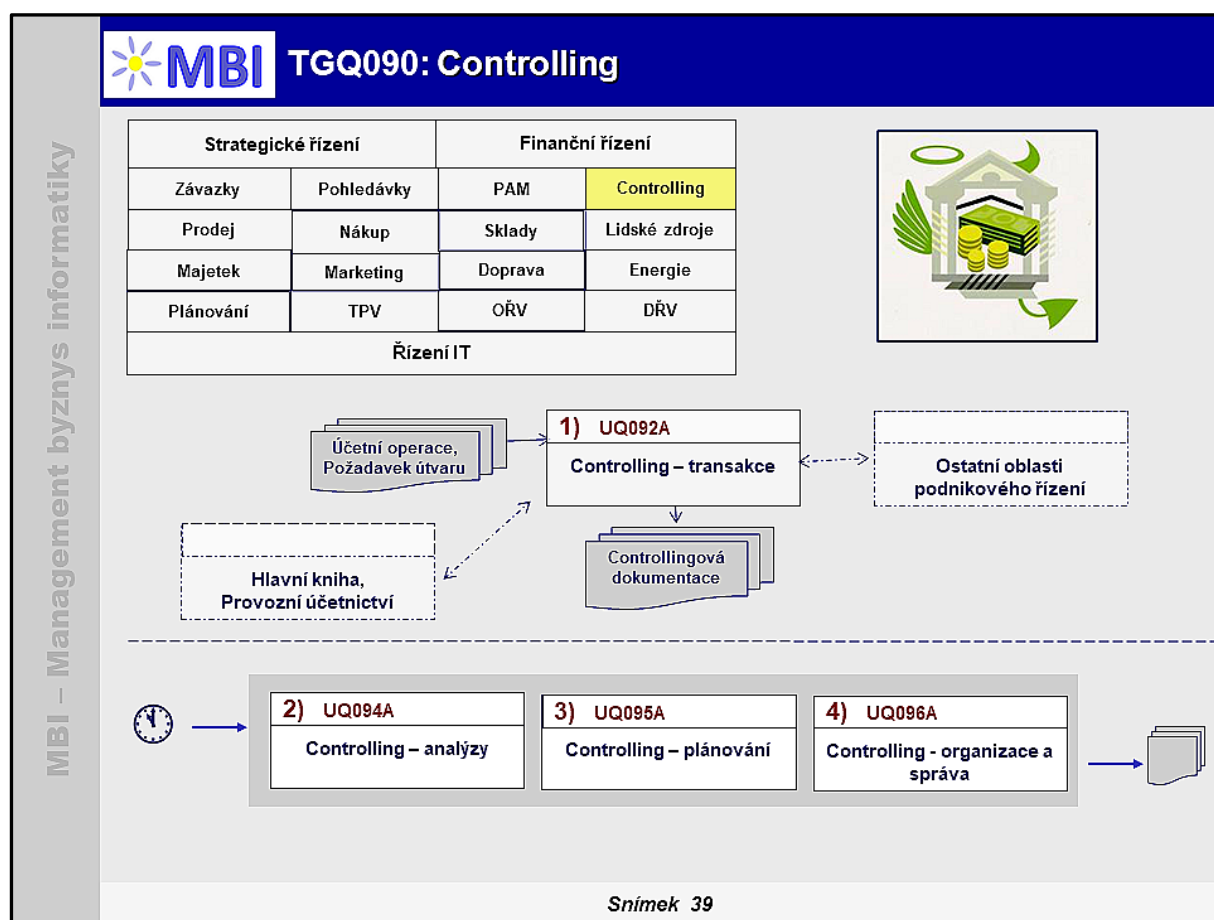 MBI – Management byznys informatiky
MBI
TGQ090: Controlling
Strategické řízení
Finanční řízení
Závazky
Pohledávky
PAM
Controlling
Prodej
Nákup
Sklady
Lidské zdroje
Majetek
Marketing
Doprava
Energie
Plánování
TPV
OŘV
DŘV
Řízení IT
Účetní operace,
Požadavek útvaru
1) UQ092A
Controlling – transakce
Ostatní oblasti
podnikového řízení
Hlavní kniha,
Provozní účetnictví
Controllingová
dokumentace
2) UQ094A
Controlling – analýzy
3) UQ095A
Controlling – plánování
4) UQ096A
Controlling - organizace a
správa
Snímek 39